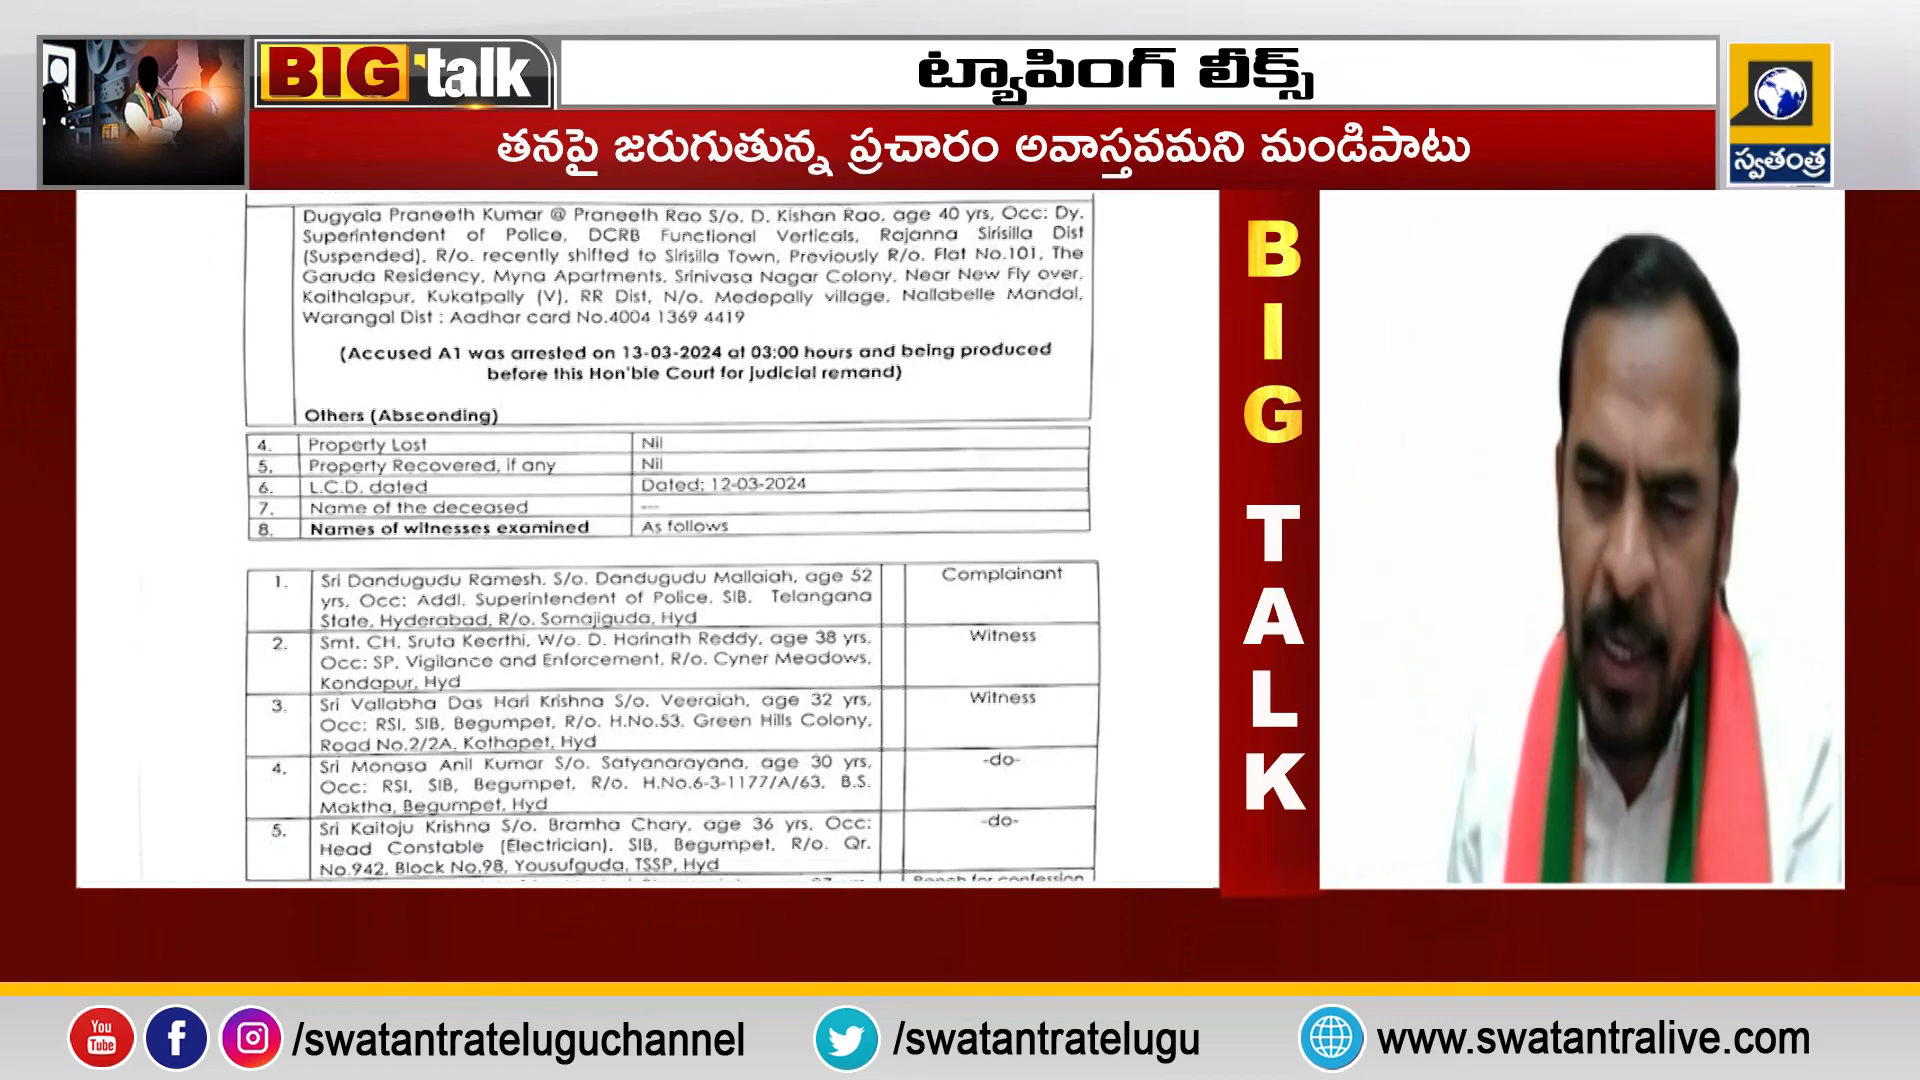 BIG talk
ట్యాపింగ్ లీక్స్
తనపై జరుగుతున్న ప్రచారం అవాస్తవమని మండిపాటు
స్వతంత్ర
Dugyala Praneeth Kumar @ Praneeth Rao S/o. D. Kishan Rao, age 40 yrs, Occ: Dy.
Superintendent of Police, DCRB Functional Verticals, Rajanna Sirisilla Dist
(Suspended), R/o. recently shifted to Sirisilla Town, Previously R/o. Flat No.101, The
Garuda Residency, Myna Apartments, Srinivasa Nagar Colony, Near New Fly over,
Kaithalapur, Kukatpally (V), RR Dist, N/o. Medepally village, Nallabelle Mandal,
Warangal Dist : Aadhar card No.4004 1369 4419
(Accused A1 was arrested on 13-03-2024 at 03:00 hours and being produced
before this Hon'ble Court for judicial remand)
Others (Absconding)
4. Property Lost Nil
5. Property Recovered, if any Nil
6. L.C.D. dated Dated: 12-03-2024
7. Name of the deceased ---
8. Names of witnesses examined As follows
1. Sri Dandugudu Ramesh, S/o. Dandugudu Mallaiah, age 52 Complainant
yrs, Occ: Addl. Superintendent of Police, SIB, Telangana
State, Hyderabad, R/o. Somajiguda, Hyd
2. Smt. CH. Sruta Keerthi, W/o. D. Harinath Reddy, age 38 yrs, Witness
Occ: SP, Vigilance and Enforcement, R/o. Cyner Meadows,
Kondapur, Hyd
3. Sri Vallabha Das Hari Krishna S/o. Veeraiah, age 32 yrs, Witness
Occ: RSI, SIB, Begumpet, R/o. H.No.53, Green Hills Colony,
Road No.2/2A, Kothapet, Hyd
4. Sri Monasa Anil Kumar S/o. Satyanarayana, age 30 yrs, -do-
Occ: RSI, SIB, Begumpet, R/o. H.No.6-3-1177/A/63, B.S.
Maktha, Begumpet, Hyd
5. Sri Kaitoju Krishna S/o. Bramha Chary, age 36 yrs, Occ: -do-
Head Constable (Electrician), SIB, Begumpet, R/o. Qr.
No.942, Block No.98, Yousufguda, TSSP, Hyd
BIG TALK
You Tube /swatantrateluguchannel
/swatantratelugu
www.swatantralive.com